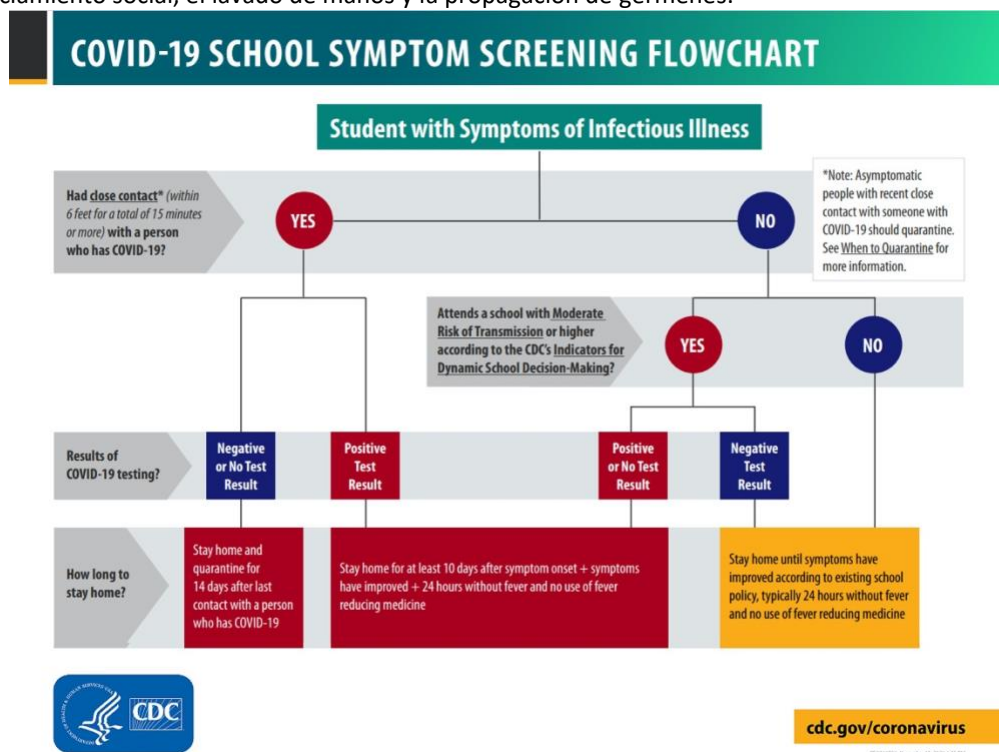 el lavado de manos y la propagación de gérmenes.
COVID-19 SCHOOL SYMPTOM SCREENING FLOWCHART
Student with Symptoms of Infectious Illness
Had close contact* (within
6 feet for a total of 15 minutes
or more) with a person
who has COVID-19?
YES
NO
*Note: Asymptomatic
people with recent close
contact with someone with
COVID-19 should quarantine.
See When to Quarantine for
more information.
Attends a school with Moderate
Risk of Transmission or higher
according to the CDC's Indicators for
Dynamic School Decision-Making?
YES
NO
Results of
COVID-19 testing?
Negative
or No Test
Result
Positive
Test
Result
Positive
or No Test
Result
Negative
Test
Result
How long to
stay home?
Stay home and
quarantine for
14 days after last
contact with a person
who has COVID-19
Stay home for at least 10 days after symptom onset + symptoms
have improved + 24 hours without fever and no use of fever
reducing medicine
Stay home until symptoms have
improved according to existing school
policy, typically 24 hours without fever
and no use of fever reducing medicine
CDC
cdc.gov/coronavirus